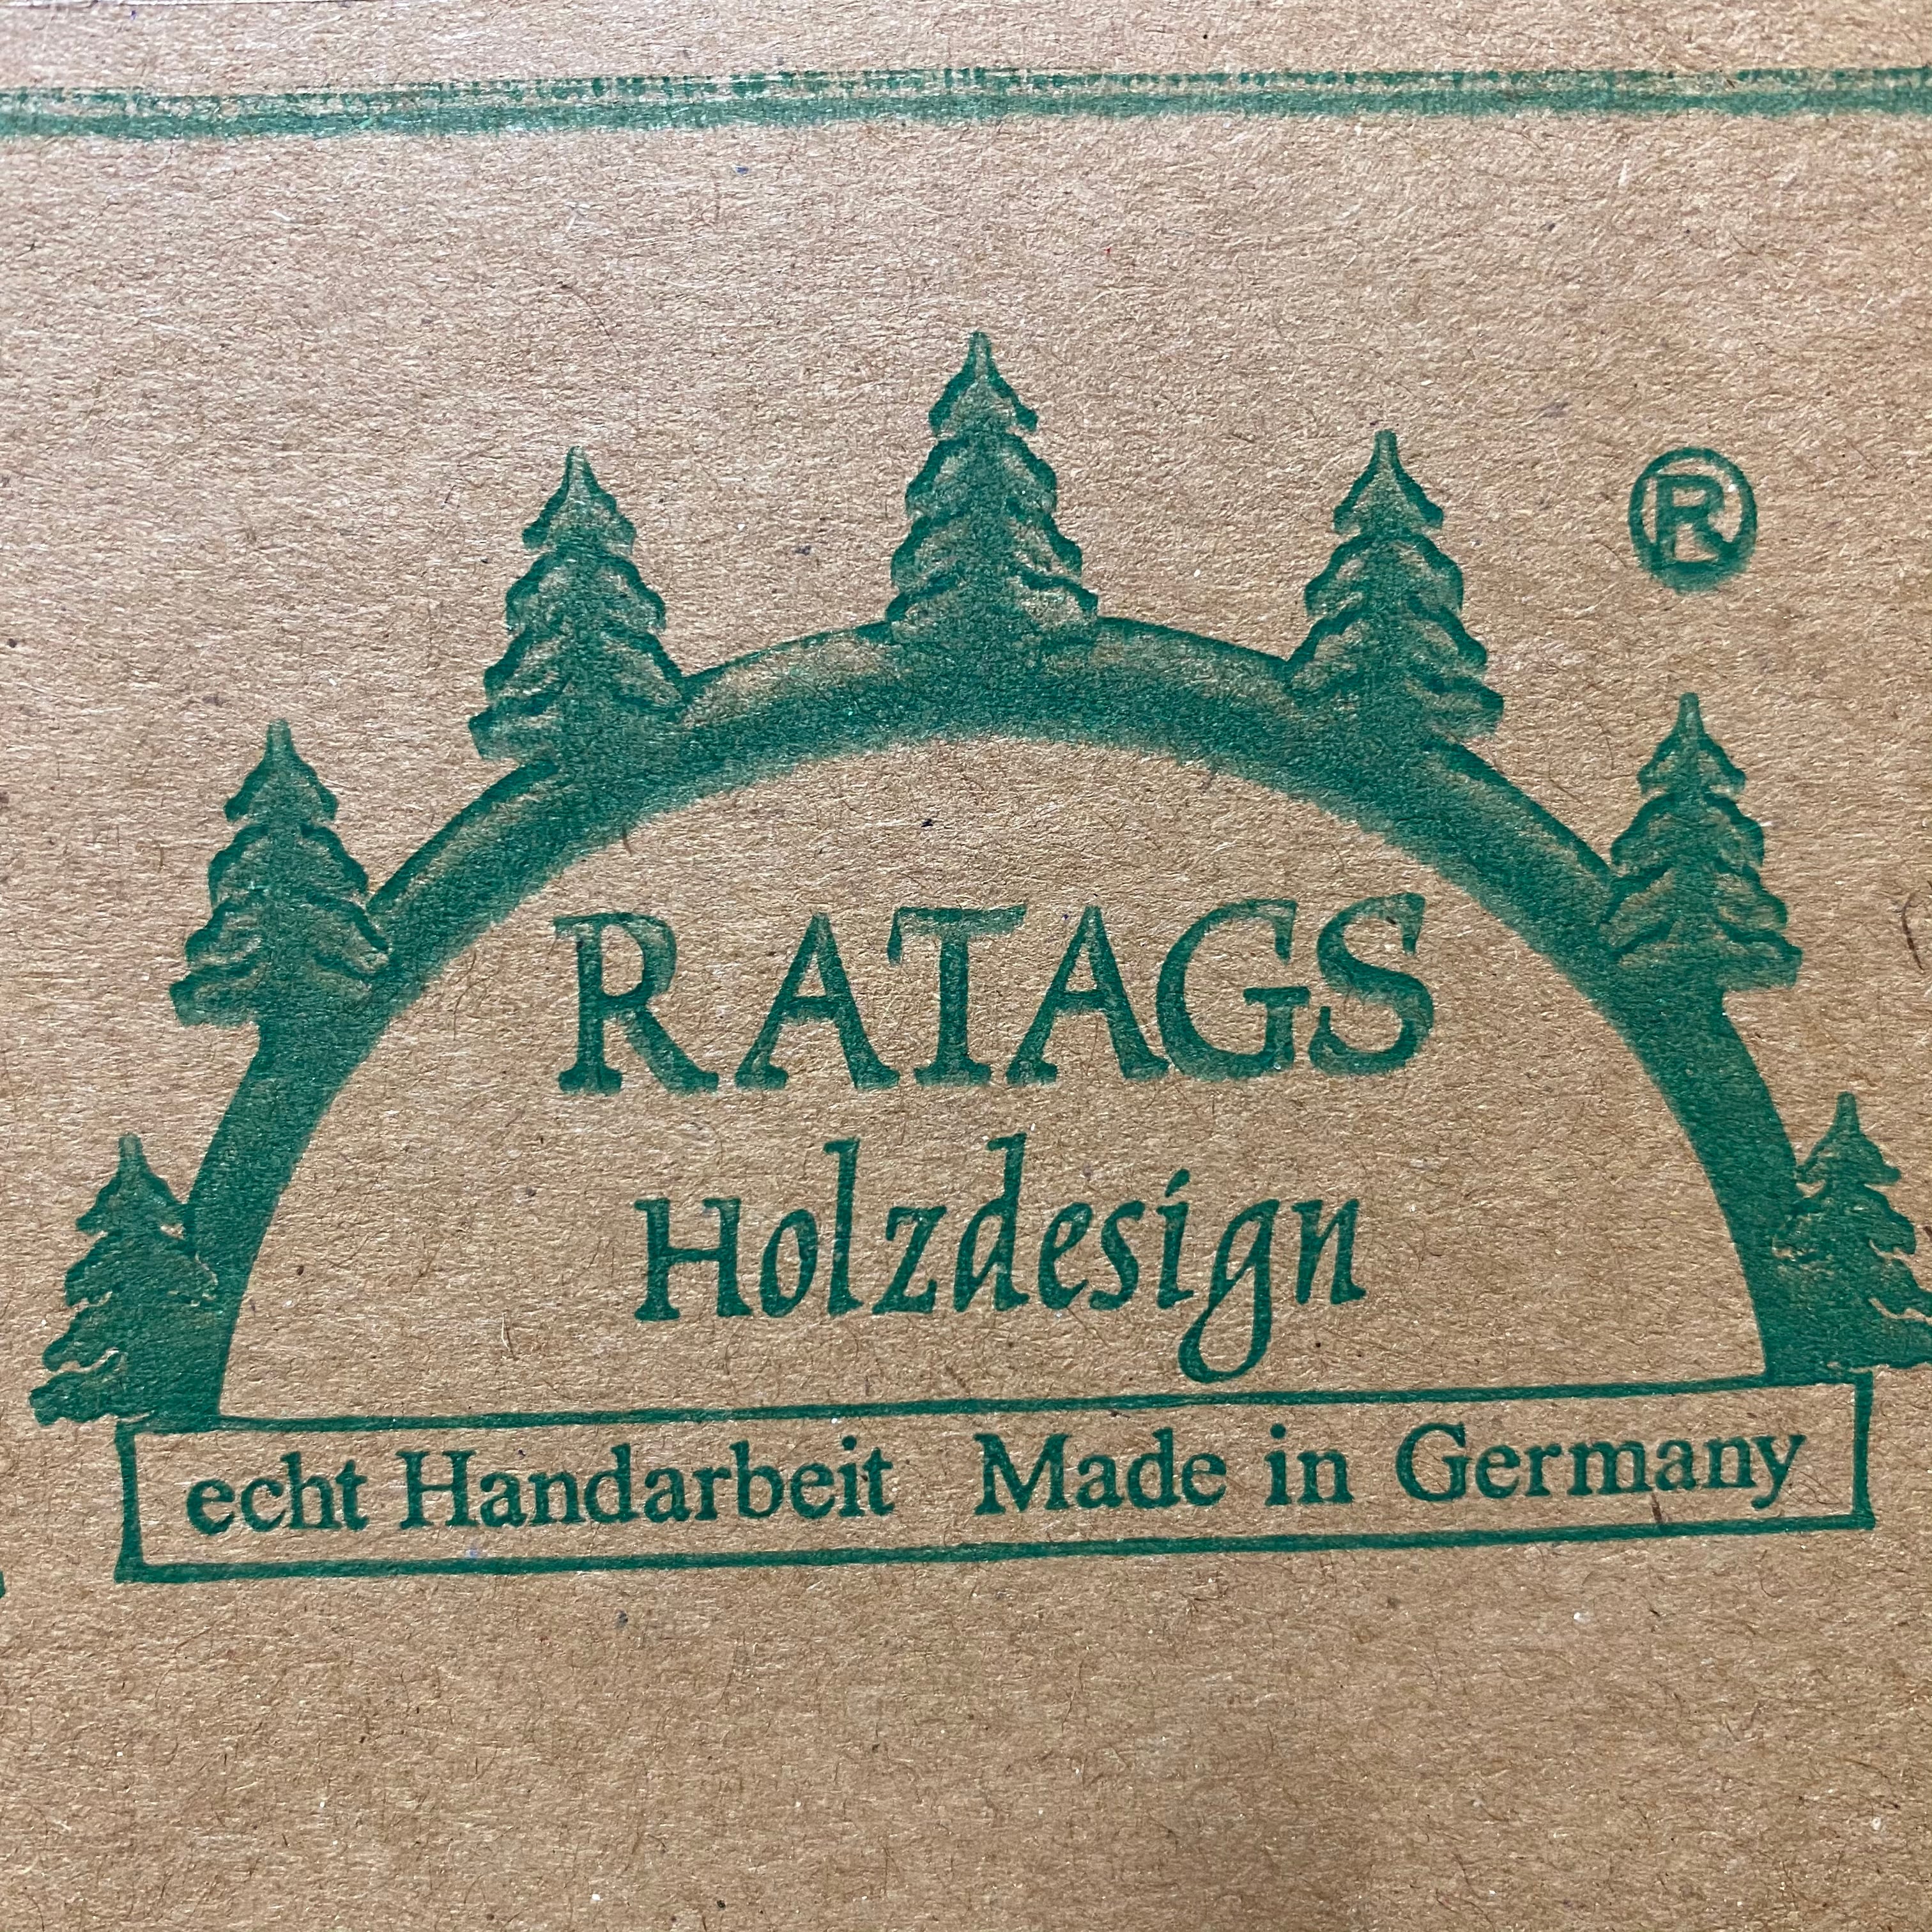 ®
RATAGS
Holzdesign
echt Handarbeit Made in Germany